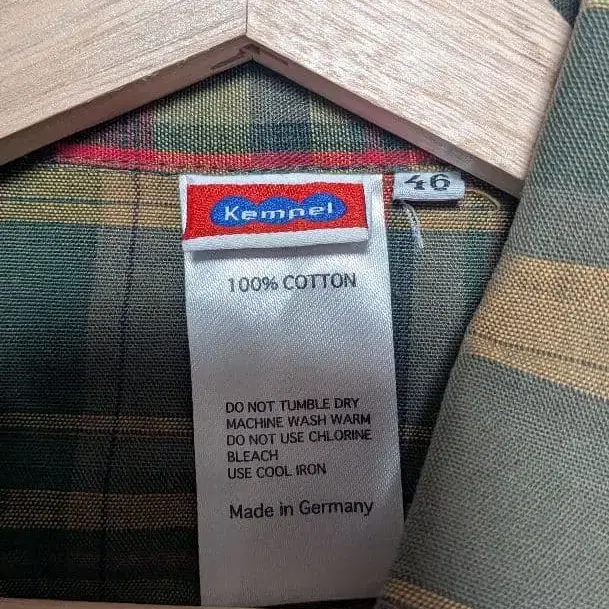 Kempel
46
100% COTTON
DO NOT TUMBLE DRY
MACHINE WASH WARM
DO NOT USE CHLORINE
BLEACH
USE COOL IRON
Made in Germany